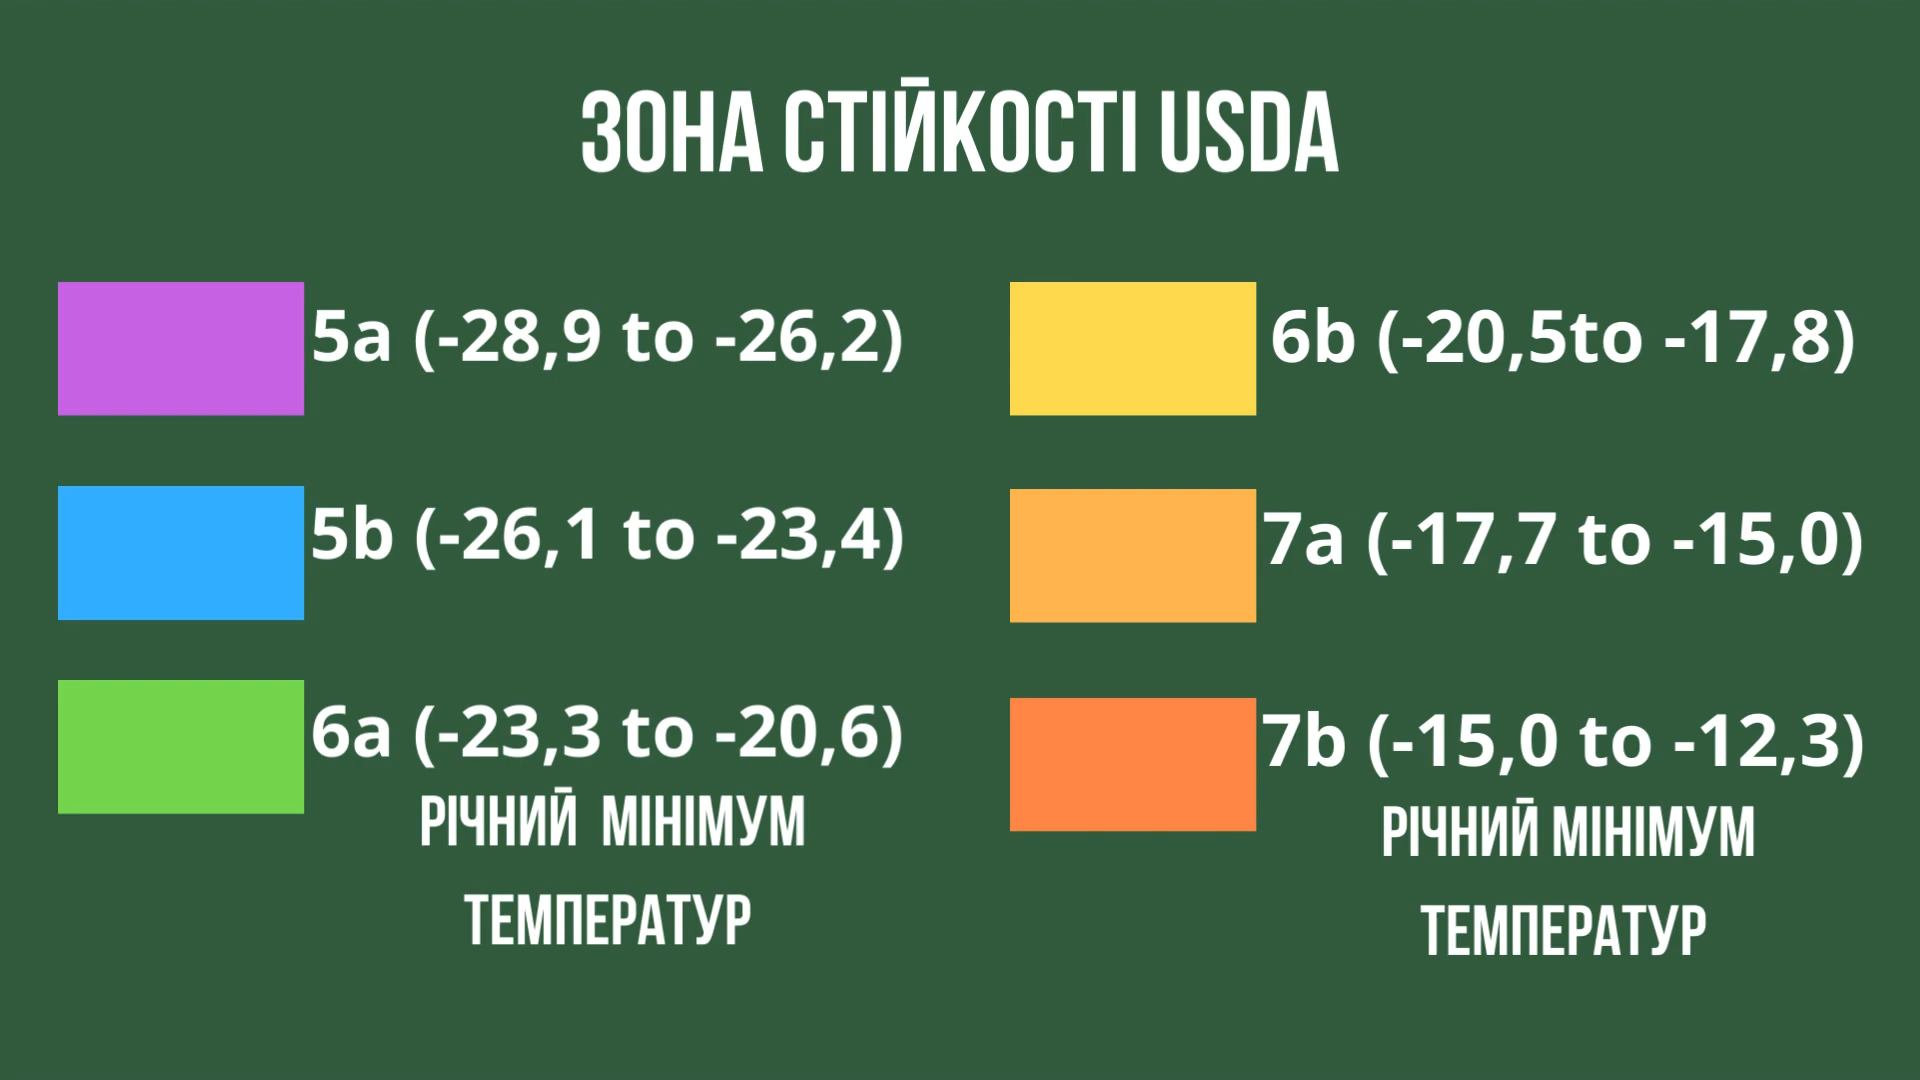 ЗОНА СТІЙКОСТІ USDA
5a (-28,9 to -26,2)
5b (-26,1 to -23,4)
6a (-23,3 to -20,6)
РІЧНИЙ МІНІМУМ
ТЕМПЕРАТУР
6b (-20,5to -17,8)
7a (-17,7 to -15,0)
7b (-15,0 to -12,3)
РІЧНИЙ МІНІМУМ
ТЕМПЕРАТУР